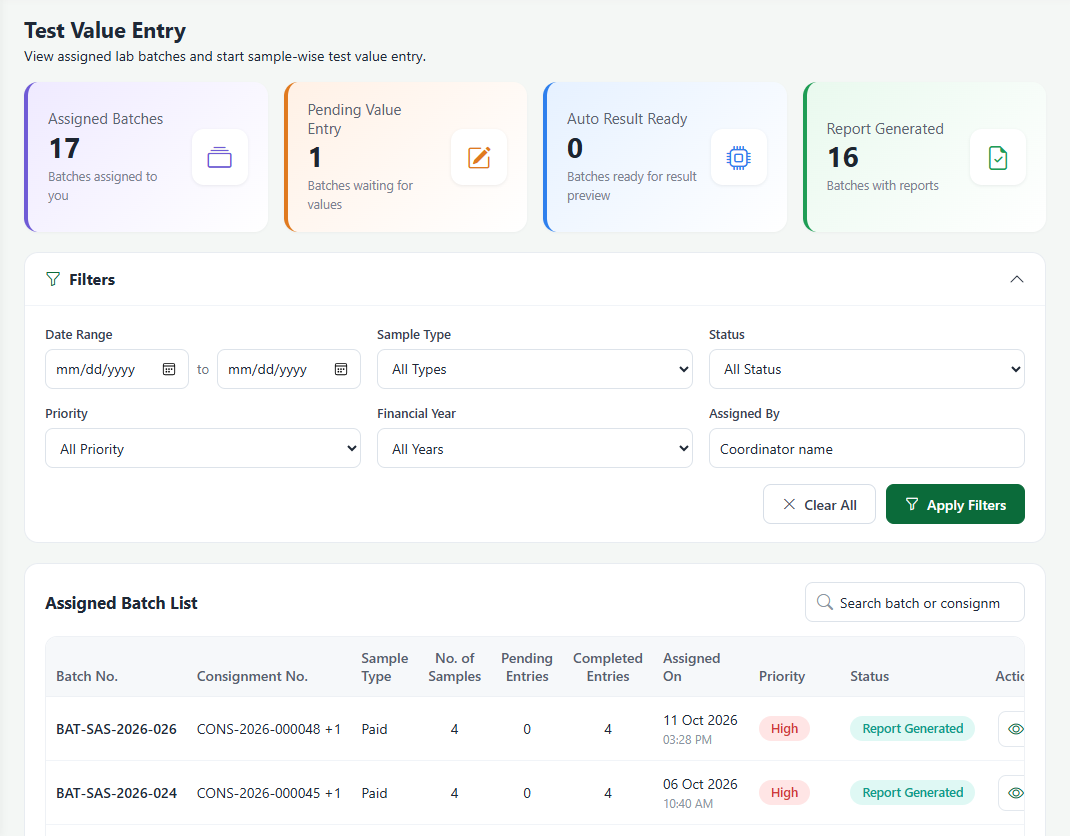 Test Value Entry
View assigned lab batches and start sample-wise test value entry.
Assigned Batches
17
Batches assigned to
you
Pending Value
Entry
1
Batches waiting for
values
Auto Result Ready
0
Batches ready for result
preview
Report Generated
16
Batches with reports
Filters
Date Range
mm/dd/yyyy to mm/dd/yyyy
Sample Type
All Types
Status
All Status
Priority
All Priority
Financial Year
All Years
Assigned By
Coordinator name
Clear All
Apply Filters
Assigned Batch List
Search batch or consignm
Batch No. Consignment No. Sample Type No. of Samples Pending Entries Completed Entries Assigned On Priority Status
BAT-SAS-2026-026 CONS-2026-000048 +1 Paid 4 0 4 11 Oct 2026 03:28 PM High Report Generated
BAT-SAS-2026-024 CONS-2026-000045 +1 Paid 4 0 4 06 Oct 2026 10:40 AM High Report Generated